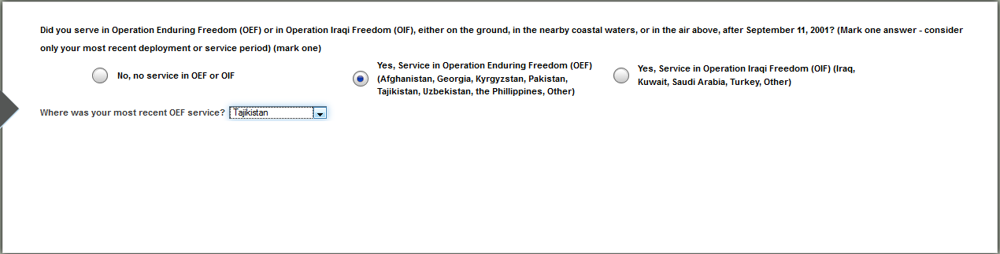 Did you serve in Operation Enduring Freedom (OEF) or in Operation Iraqi Freedom (OIF), either on the ground, in the nearby coastal waters, or in the air above, after September 11, 2001? (Mark one answer - consider
only your most recent deployment or service period) (mark one)
No, no service in OEF or OIF
Yes, Service in Operation Enduring Freedom (OEF)
(Afghanistan, Georgia, Kyrgyzstan, Pakistan,
Tajikistan, Uzbekistan, the Phillippines, Other)
Yes, Service in Operation Iraqi Freedom (OIF) (Iraq,
Kuwait, Saudi Arabia, Turkey, Other)
Where was your most recent OEF service? Tajikistan